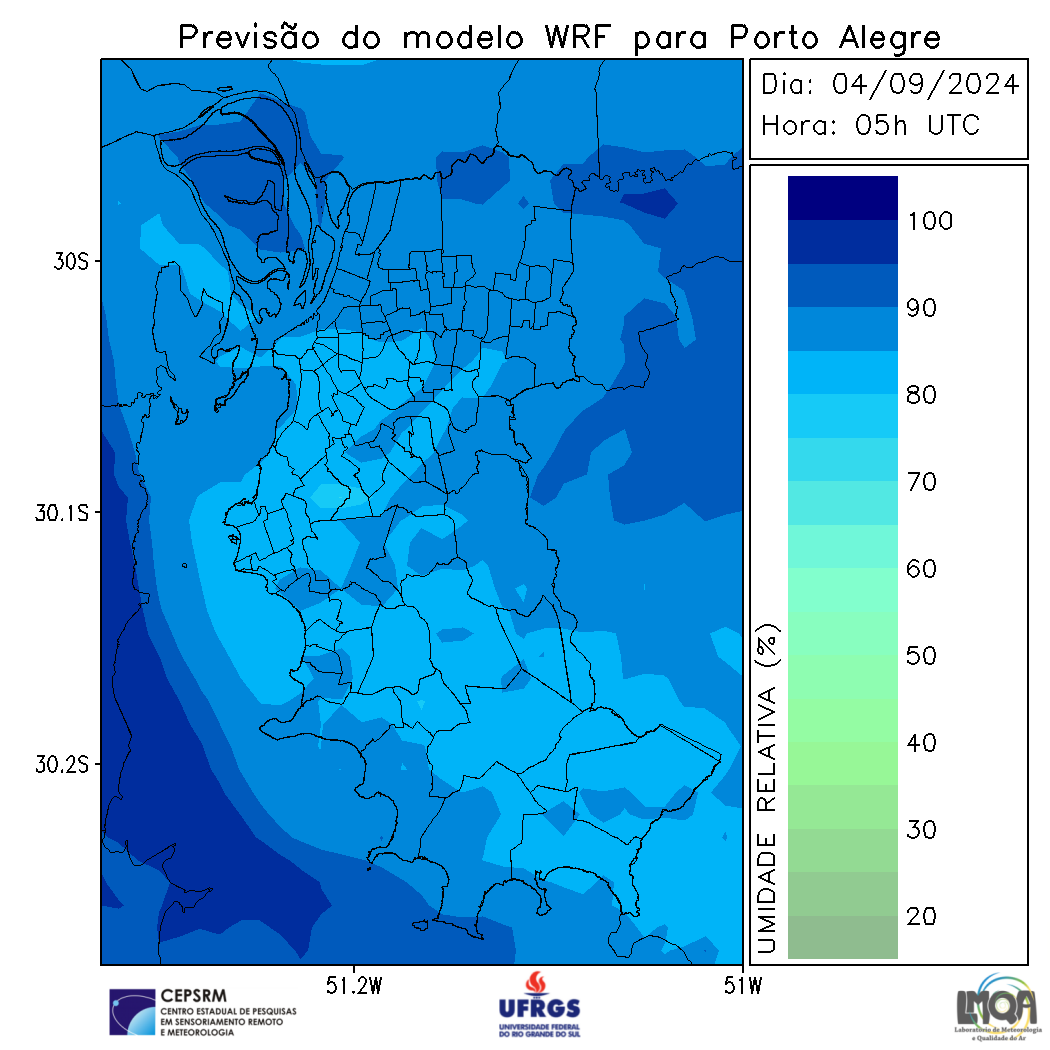 Previsão do modelo WRF para Porto Alegre
Dia: 04/09/2024
Hora: 05h UTC
100
90
80
70
60
50
40
30
20
UMIDADE RELATIVA (%)
30S
30.1S
30.2S
51.2W
51W
CEPSRM
CENTRO ESTADUAL DE PESQUISAS
EM SENSORIAMENTO REMOTO
E METEOROLOGIA
UFRGS
UNIVERSIDADE FEDERAL
DO RIO GRANDE DO SUL
LMQA
Laboratório de Meteorologia
e Qualidade do Ar